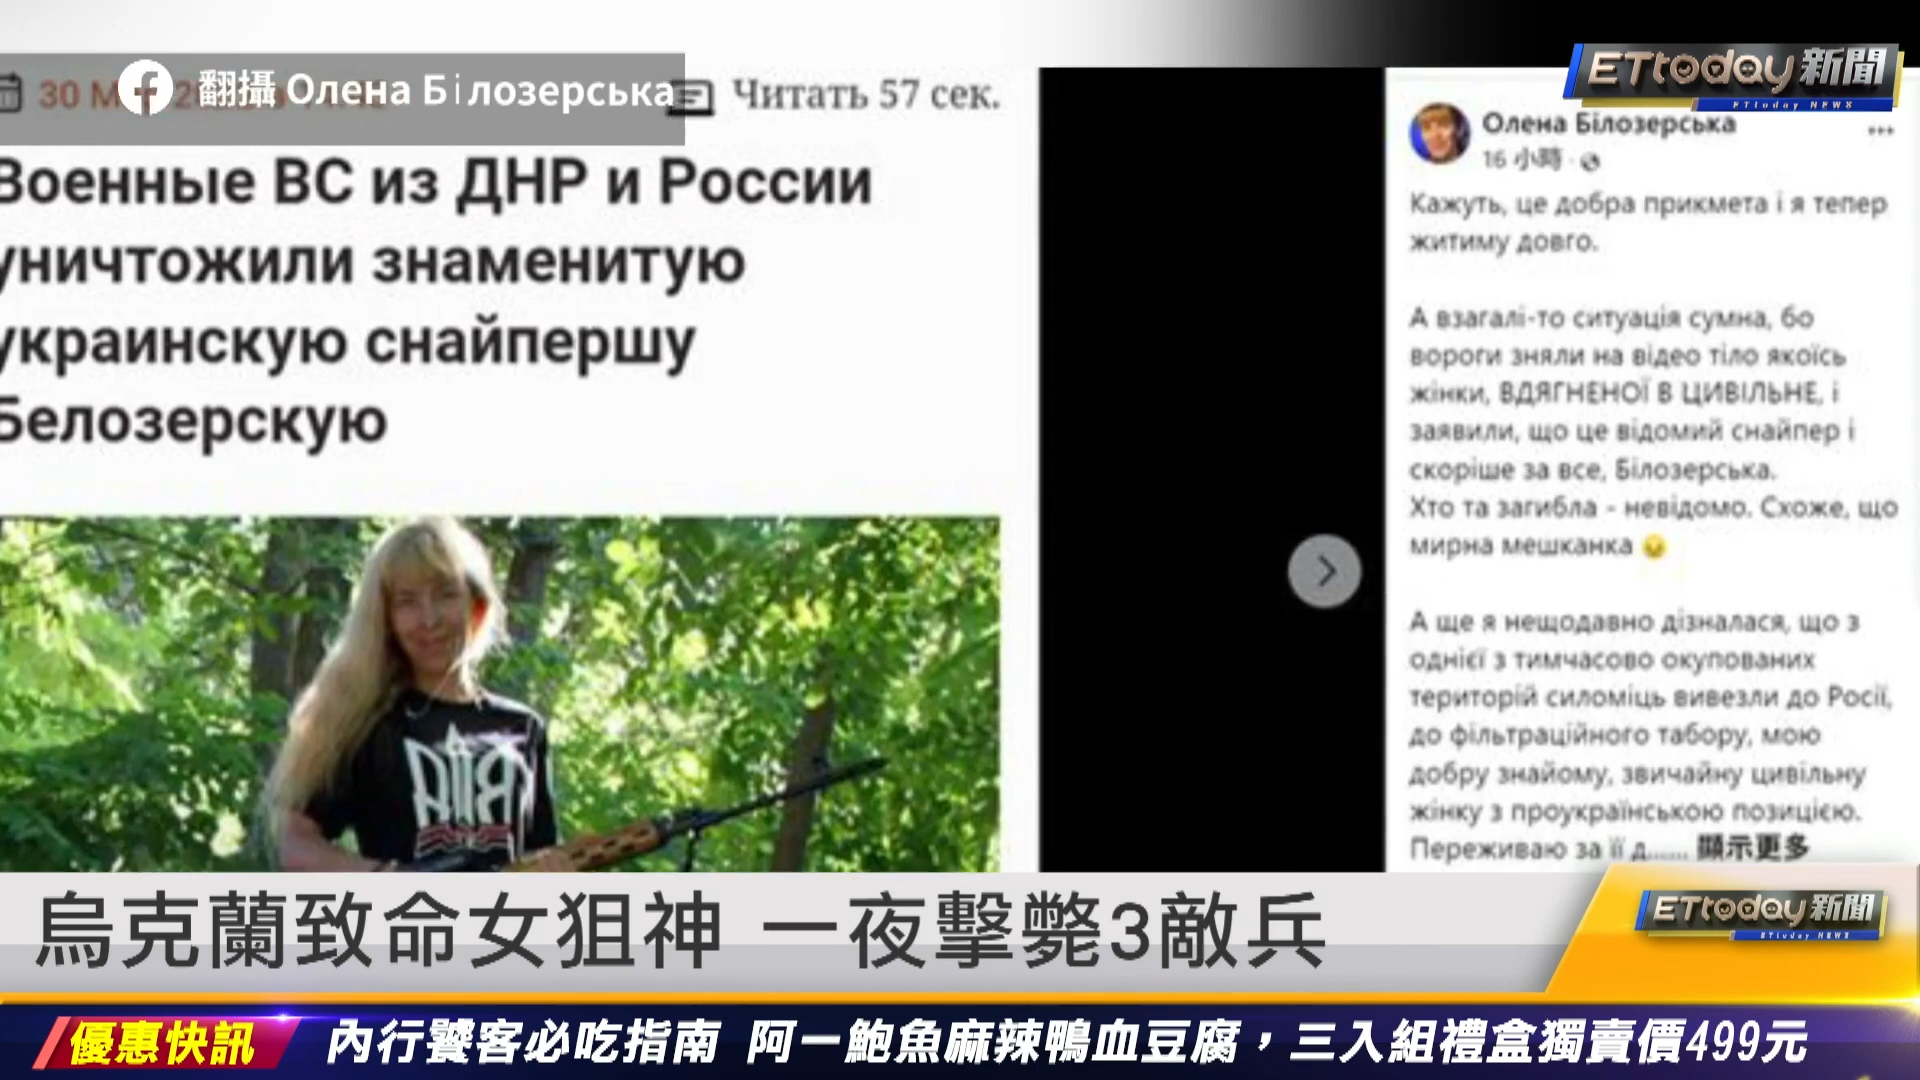 翻攝 Олена Білозерська
Читать 57 сек.
Военные ВС из ДНР и России
уничтожили знаменитую
украинскую снайпершу
Белозерскую
ETtoday新聞
ETtoday NEWS
Олена Білозерська
16 小時
Кажуть, це добра прикмета і я тепер
житиму довго.
А взагалі-то ситуація сумна, бо
вороги зняли на відео тіло якоїсь
жінки, ВДЯГНЕНОЇ В ЦИВІЛЬНЕ, і
заявили, що це відомий снайпер і
скоріше за все, Білозерська.
Хто та загибла - невідомо. Схоже, що
мирна мешканка
А ще я нещодавно дізналася, що з
однієї з тимчасово окупованих
територій силоміць вивезли до Росії,
до фільтраційного табору, мою
добру знайому, звичайну цивільну
жінку з проукраїнською позицією.
Переживаю за її д...... 顯示更多
烏克蘭致命女狙神 一夜擊斃3敵兵
ETtoday新聞
ETtoday NEWS
優惠快訊
內行饕客必吃指南 阿一鮑魚麻辣鴨血豆腐，三入組禮盒獨賣價499元